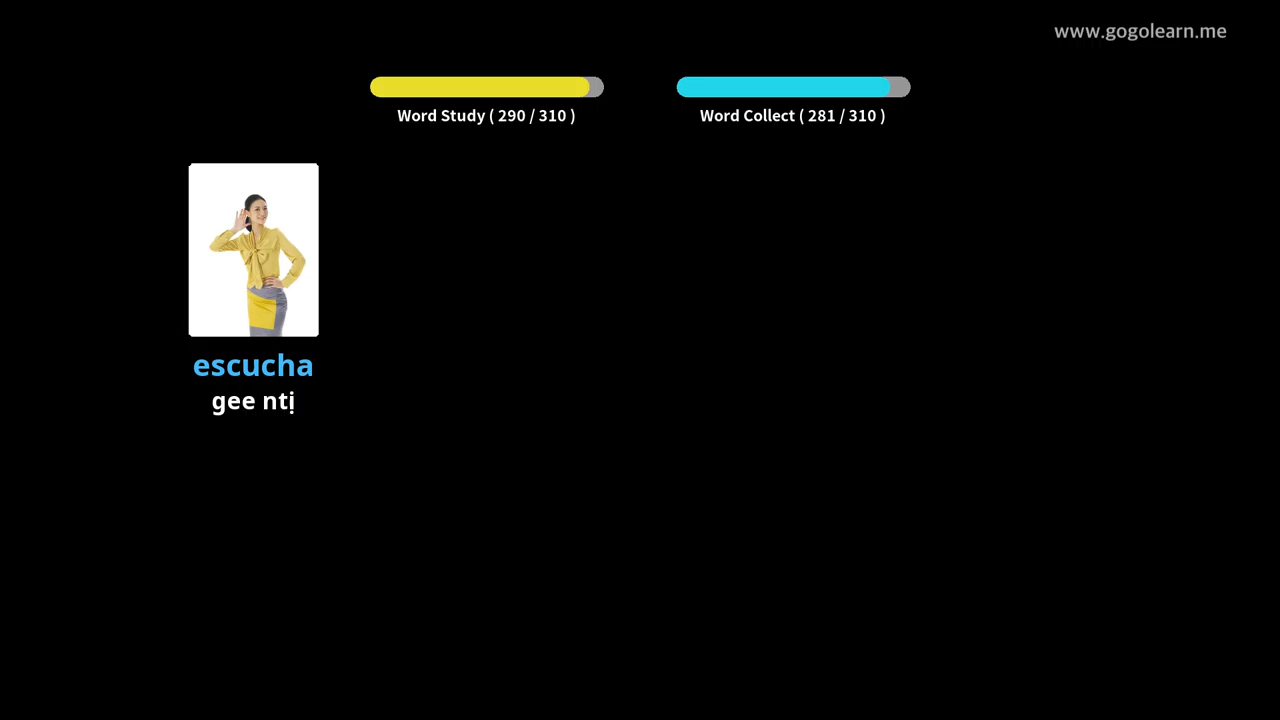 www.gogolearn.me
Word Study ( 290 / 310 )
Word Collect ( 281 / 310 )
escucha
gee ntị